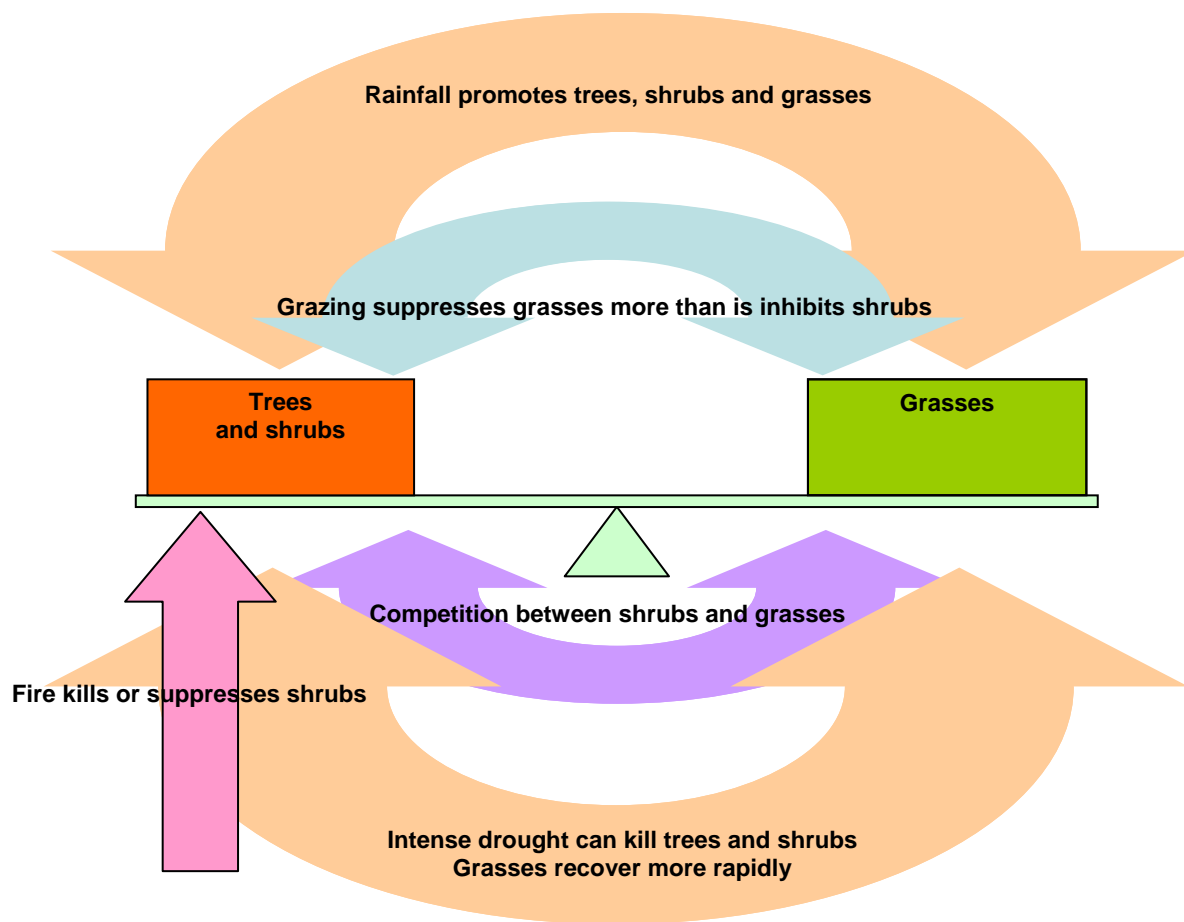 Rainfall promotes trees, shrubs and grasses
Grazing suppresses grasses more than is inhibits shrubs
Trees
and shrubs
Grasses
Competition between shrubs and grasses
Fire kills or suppresses shrubs
Intense drought can kill trees and shrubs
Grasses recover more rapidly